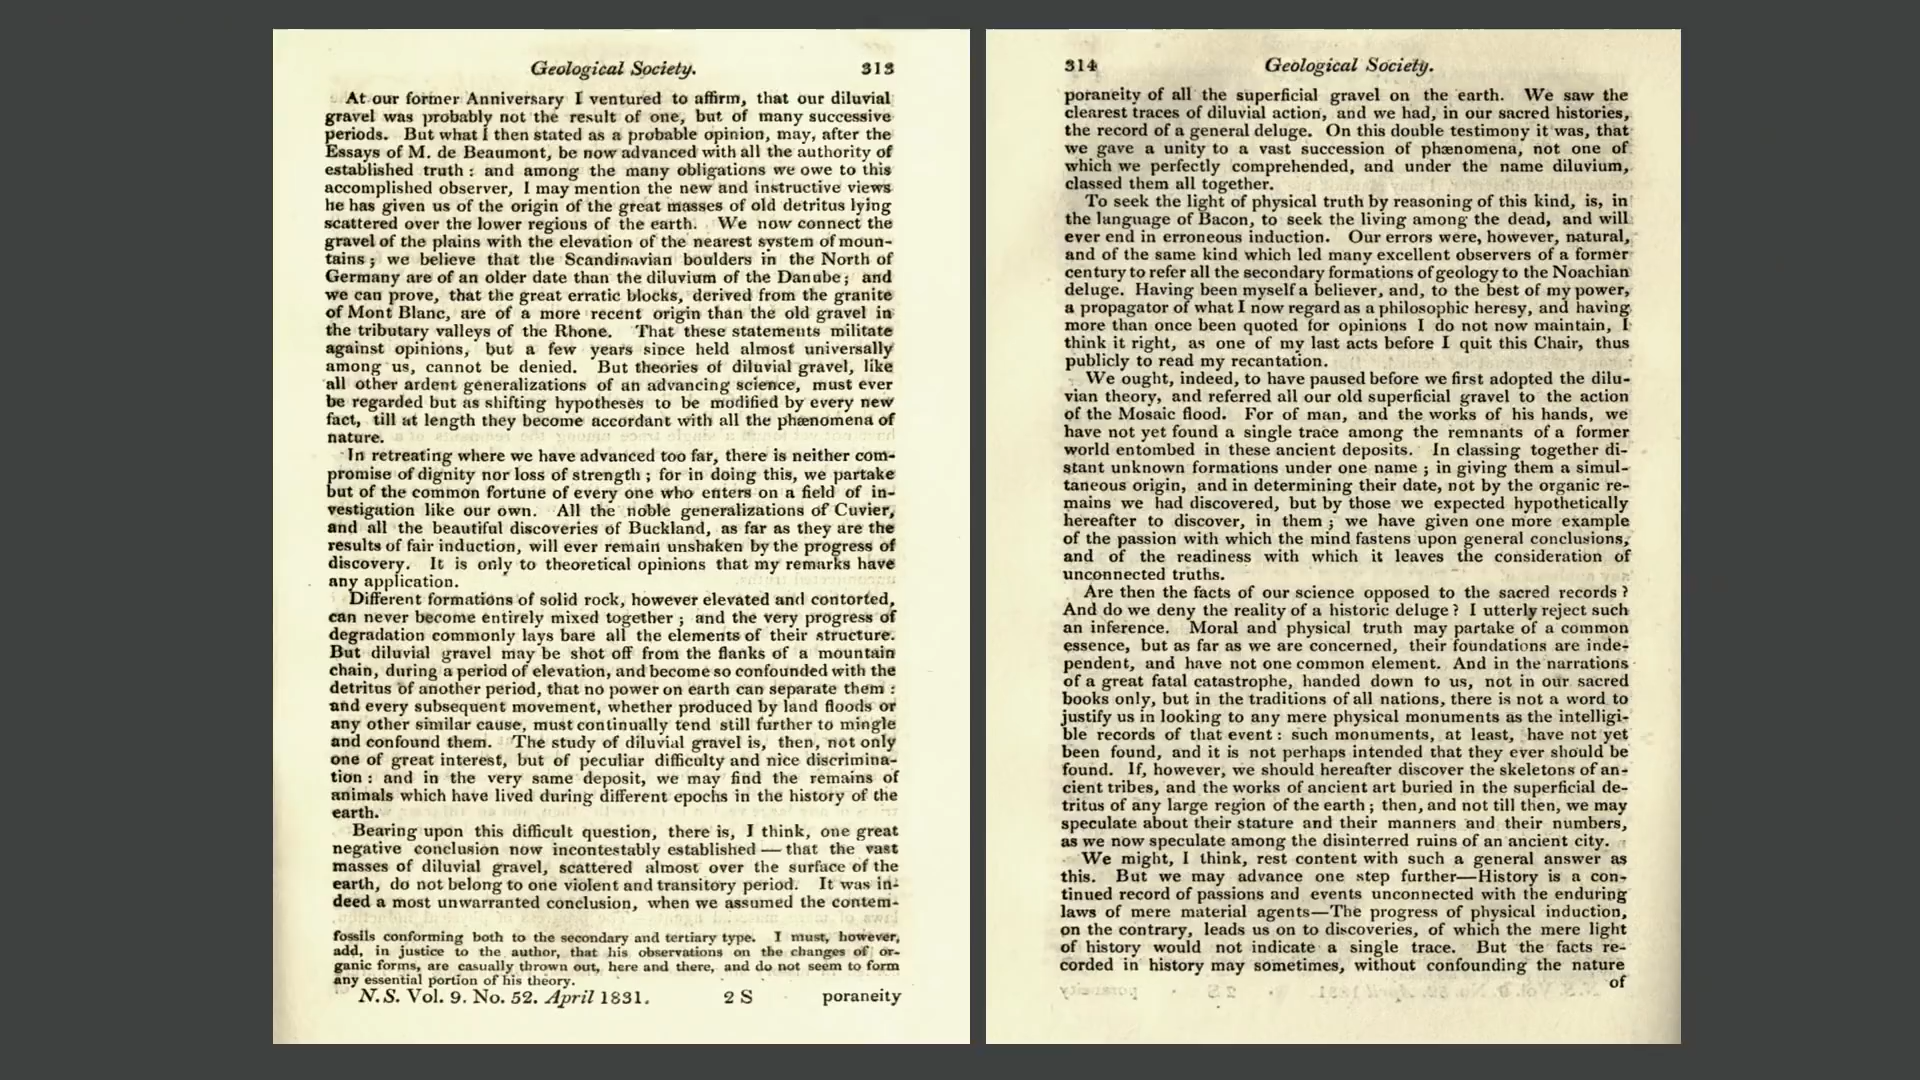 Geological Society. 313
At our former Anniversary I ventured to affirm, that our diluvial
gravel was probably not the result of one, but of many successive
periods. But what I then stated as a probable opinion, may, after the
Essays of M. de Beaumont, be now advanced with all the authority of
established truth : and among the many obligations we owe to this
accomplished observer, I may mention the new and instructive views
he has given us of the origin of the great masses of old detritus lying
scattered over the lower regions of the earth. We now connect the
gravel of the plains with the elevation of the nearest system of moun-
tains ; we believe that the Scandinavian boulders in the North of
Germany are of an older date than the diluvium of the Danube ; and
we can prove, that the great erratic blocks, derived from the granite
of Mont Blanc, are of a more recent origin than the old gravel in
the tributary valleys of the Rhone. That these statements militate
against opinions, but a few years since held almost universally
among us, cannot be denied. But theories of diluvial gravel, like
all other ardent generalizations of an advancing science, must ever
be regarded but as shifting hypotheses to be modified by every new
fact, till at length they become accordant with all the phænomena of
nature.
In retreating where we have advanced too far, there is neither com-
promise of dignity nor loss of strength ; for in doing this, we partake
but of the common fortune of every one who enters on a field of in-
vestigation like our own. All the noble generalizations of Cuvier,
and all the beautiful discoveries of Buckland, as far as they are the
results of fair induction, will ever remain unshaken by the progress of
discovery. It is only to theoretical opinions that my remarks have
any application.
Different formations of solid rock, however elevated and contorted,
can never become entirely mixed together ; and the very progress of
degradation commonly lays bare all the elements of their structure.
But diluvial gravel may be shot off from the flanks of a mountain
chain, during a period of elevation, and become so confounded with the
detritus of another period, that no power on earth can separate them :
and every subsequent movement, whether produced by land floods or
any other similar cause, must continually tend still further to mingle
and confound them. The study of diluvial gravel is, then, not only
one of great interest, but of peculiar difficulty and nice discrimina-
tion : and in the very same deposit, we may find the remains of
animals which have lived during different epochs in the history of the
earth.
Bearing upon this difficult question, there is, I think, one great
negative conclusion now incontestably established — that the vast
masses of diluvial gravel, scattered almost over the surface of the
earth, do not belong to one violent and transitory period. It was in-
deed a most unwarranted conclusion, when we assumed the contem-
fossils conforming both to the secondary and tertiary type. I must, however,
add, in justice to the author, that his observations on the changes of or-
ganic forms, are casually thrown out, here and there, and do not seem to form
any essential portion of his theory.
N. S. Vol. 9. No. 52. April 1831. 2 S poraneity
314 Geological Society.
poraneity of all the superficial gravel on the earth. We saw the
clearest traces of diluvial action, and we had, in our sacred histories,
the record of a general deluge. On this double testimony it was, that
we gave a unity to a vast succession of phænomena, not one of
which we perfectly comprehended, and under the name diluvium,
classed them all together.
To seek the light of physical truth by reasoning of this kind, is, in
the language of Bacon, to seek the living among the dead, and will
ever end in erroneous induction. Our errors were, however, natural,
and of the same kind which led many excellent observers of a former
century to refer all the secondary formations of geology to the Noachian
deluge. Having been myself a believer, and, to the best of my power,
a propagator of what I now regard as a philosophic heresy, and having
more than once been quoted for opinions I do not now maintain, I
think it right, as one of my last acts before I quit this Chair, thus
publicly to read my recantation.
We ought, indeed, to have paused before we first adopted the dilu-
vian theory, and referred all our old superficial gravel to the action
of the Mosaic flood. For of man, and the works of his hands, we
have not yet found a single trace among the remnants of a former
world entombed in these ancient deposits. In classing together di-
stant unknown formations under one name ; in giving them a simul-
taneous origin, and in determining their date, not by the organic re-
mains we had discovered, but by those we expected hypothetically
hereafter to discover, in them ; we have given one more example
of the passion with which the mind fastens upon general conclusions,
and of the readiness with which it leaves the consideration of
unconnected truths.
Are then the facts of our science opposed to the sacred records ?
And do we deny the reality of a historic deluge ? I utterly reject such
an inference. Moral and physical truth may partake of a common
essence, but as far as we are concerned, their foundations are inde-
pendent, and have not one common element. And in the narrations
of a great fatal catastrophe, handed down to us, not in our sacred
books only, but in the traditions of all nations, there is not a word to
justify us in looking to any mere physical monuments as the intelligi-
ble records of that event : such monuments, at least, have not yet
been found, and it is not perhaps intended that they ever should be
found. If, however, we should hereafter discover the skeletons of an-
cient tribes, and the works of ancient art buried in the superficial de-
tritus of any large region of the earth ; then, and not till then, we may
speculate about their stature and their manners and their numbers,
as we now speculate among the disinterred ruins of an ancient city.
We might, I think, rest content with such a general answer as
this. But we may advance one step further—History is a con-
tinued record of passions and events unconnected with the enduring
laws of mere material agents—The progress of physical induction,
on the contrary, leads us on to discoveries, of which the mere light
of history would not indicate a single trace. But the facts re-
corded in history may sometimes, without confounding the nature
of